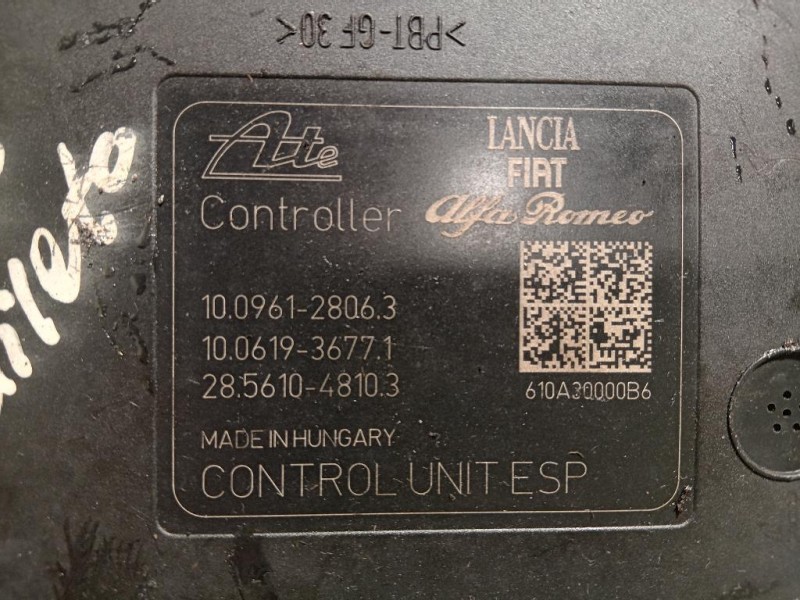 >PBT-GF30<
Ate
LANCIA
FIAT
Alfa Romeo
Controller
10.0961-2806.3
10.0619-3677.1
28.5610-4810.3
610A30000B6
MADE IN HUNGARY
CONTROL UNIT ESP